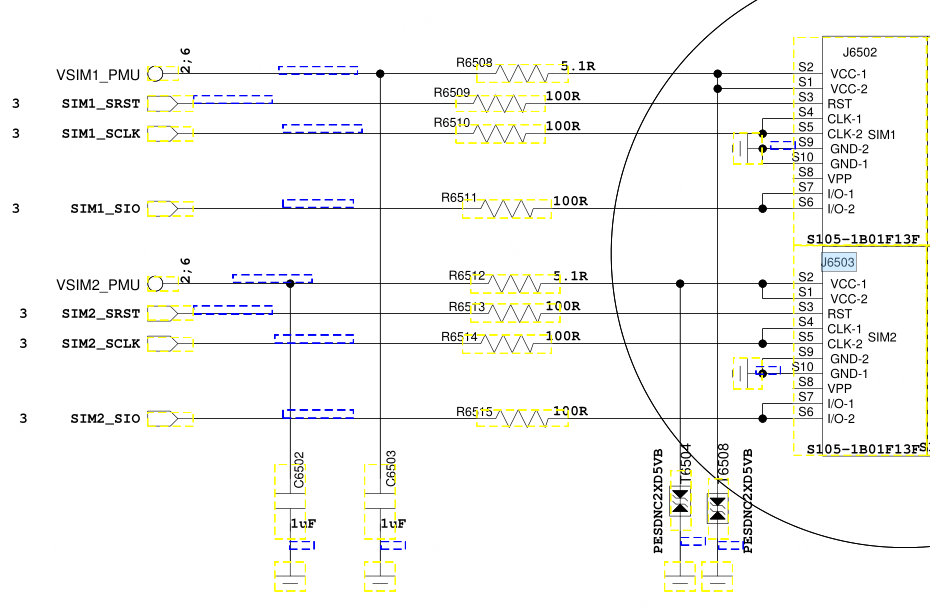 J6502
2;6
VSIM1_PMU
R6508
5.1R
S2
VCC-1
S1
VCC-2
3
SIM1_SRST
R6509
100R
S3
RST
S4
CLK-1
3
SIM1_SCLK
R6510
100R
S5
CLK-2
SIM1
S9
GND-2
S10
GND-1
S8
VPP
S7
I/O-1
3
SIM1_SIO
R6511
100R
S6
I/O-2
S105-1B01F13F
J6503
2;6
VSIM2_PMU
R6512
5.1R
S2
VCC-1
S1
VCC-2
3
SIM2_SRST
R6513
100R
S3
RST
S4
CLK-1
3
SIM2_SCLK
R6514
100R
S5
CLK-2
SIM2
S9
GND-2
S10
GND-1
S8
VPP
S7
I/O-1
3
SIM2_SIO
R6515
100R
S6
I/O-2
S105-1B01F13F
C6502
1uF
C6503
1uF
T6504
PESDNC2XD5VB
T6508
PESDNC2XD5VB